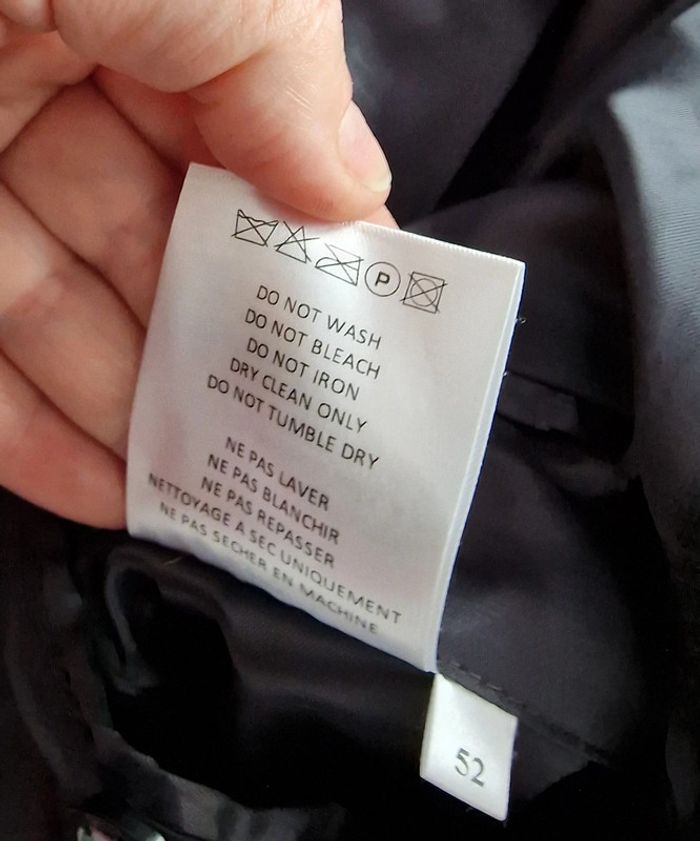 P
DO NOT WASH
DO NOT BLEACH
DO NOT IRON
DRY CLEAN ONLY
DO NOT TUMBLE DRY
NE PAS LAVER
NE PAS BLANCHIR
NE PAS REPASSER
NETTOYAGE A SEC UNIQUEMENT
NE PAS SECHER EN MACHINE
52